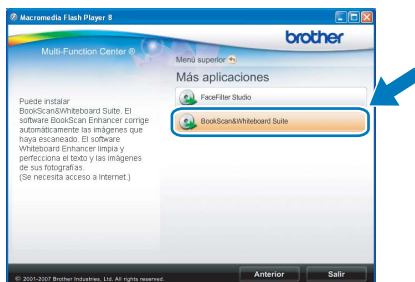 Macromedia Flash Player 8
brother
Multi-Function Center ®
Menú superior
Más aplicaciones
FaceFilter Studio
BookScan&Whiteboard Suite
Puede instalar
BookScan&Whiteboard Suite. El
software BookScan Enhancer corrige
automáticamente las imágenes que
haya escaneado. El software
Whiteboard Enhancer limpia y
perfecciona el texto y las imágenes
de sus fotografías.
(Se necesita acceso a Internet.)
© 2001-2007 Brother Industries, Ltd. All rights reserved.
Anterior
Salir